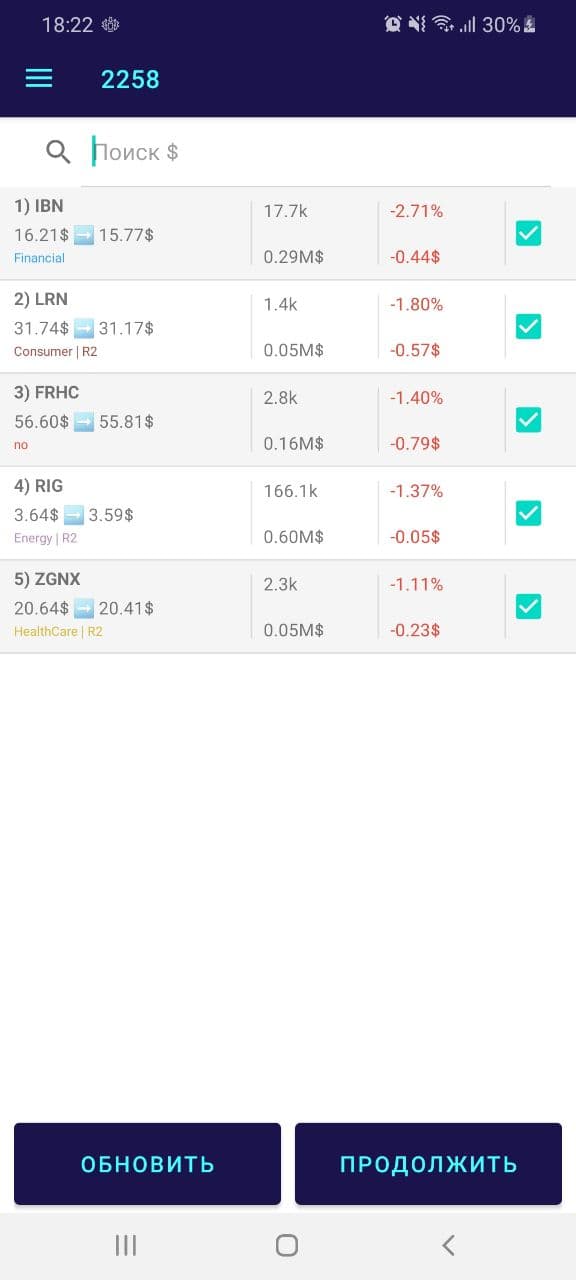 18:22 30%
2258
Поиск $
1) IBN
16.21$ ➡ 15.77$
Financial
17.7k
0.29M$
-2.71%
-0.44$
2) LRN
31.74$ ➡ 31.17$
Consumer | R2
1.4k
0.05M$
-1.80%
-0.57$
3) FRHC
56.60$ ➡ 55.81$
no
2.8k
0.16M$
-1.40%
-0.79$
4) RIG
3.64$ ➡ 3.59$
Energy | R2
166.1k
0.60M$
-1.37%
-0.05$
5) ZGNX
20.64$ ➡ 20.41$
HealthCare | R2
2.3k
0.05M$
-1.11%
-0.23$
ОБНОВИТЬ ПРОДОЛЖИТЬ